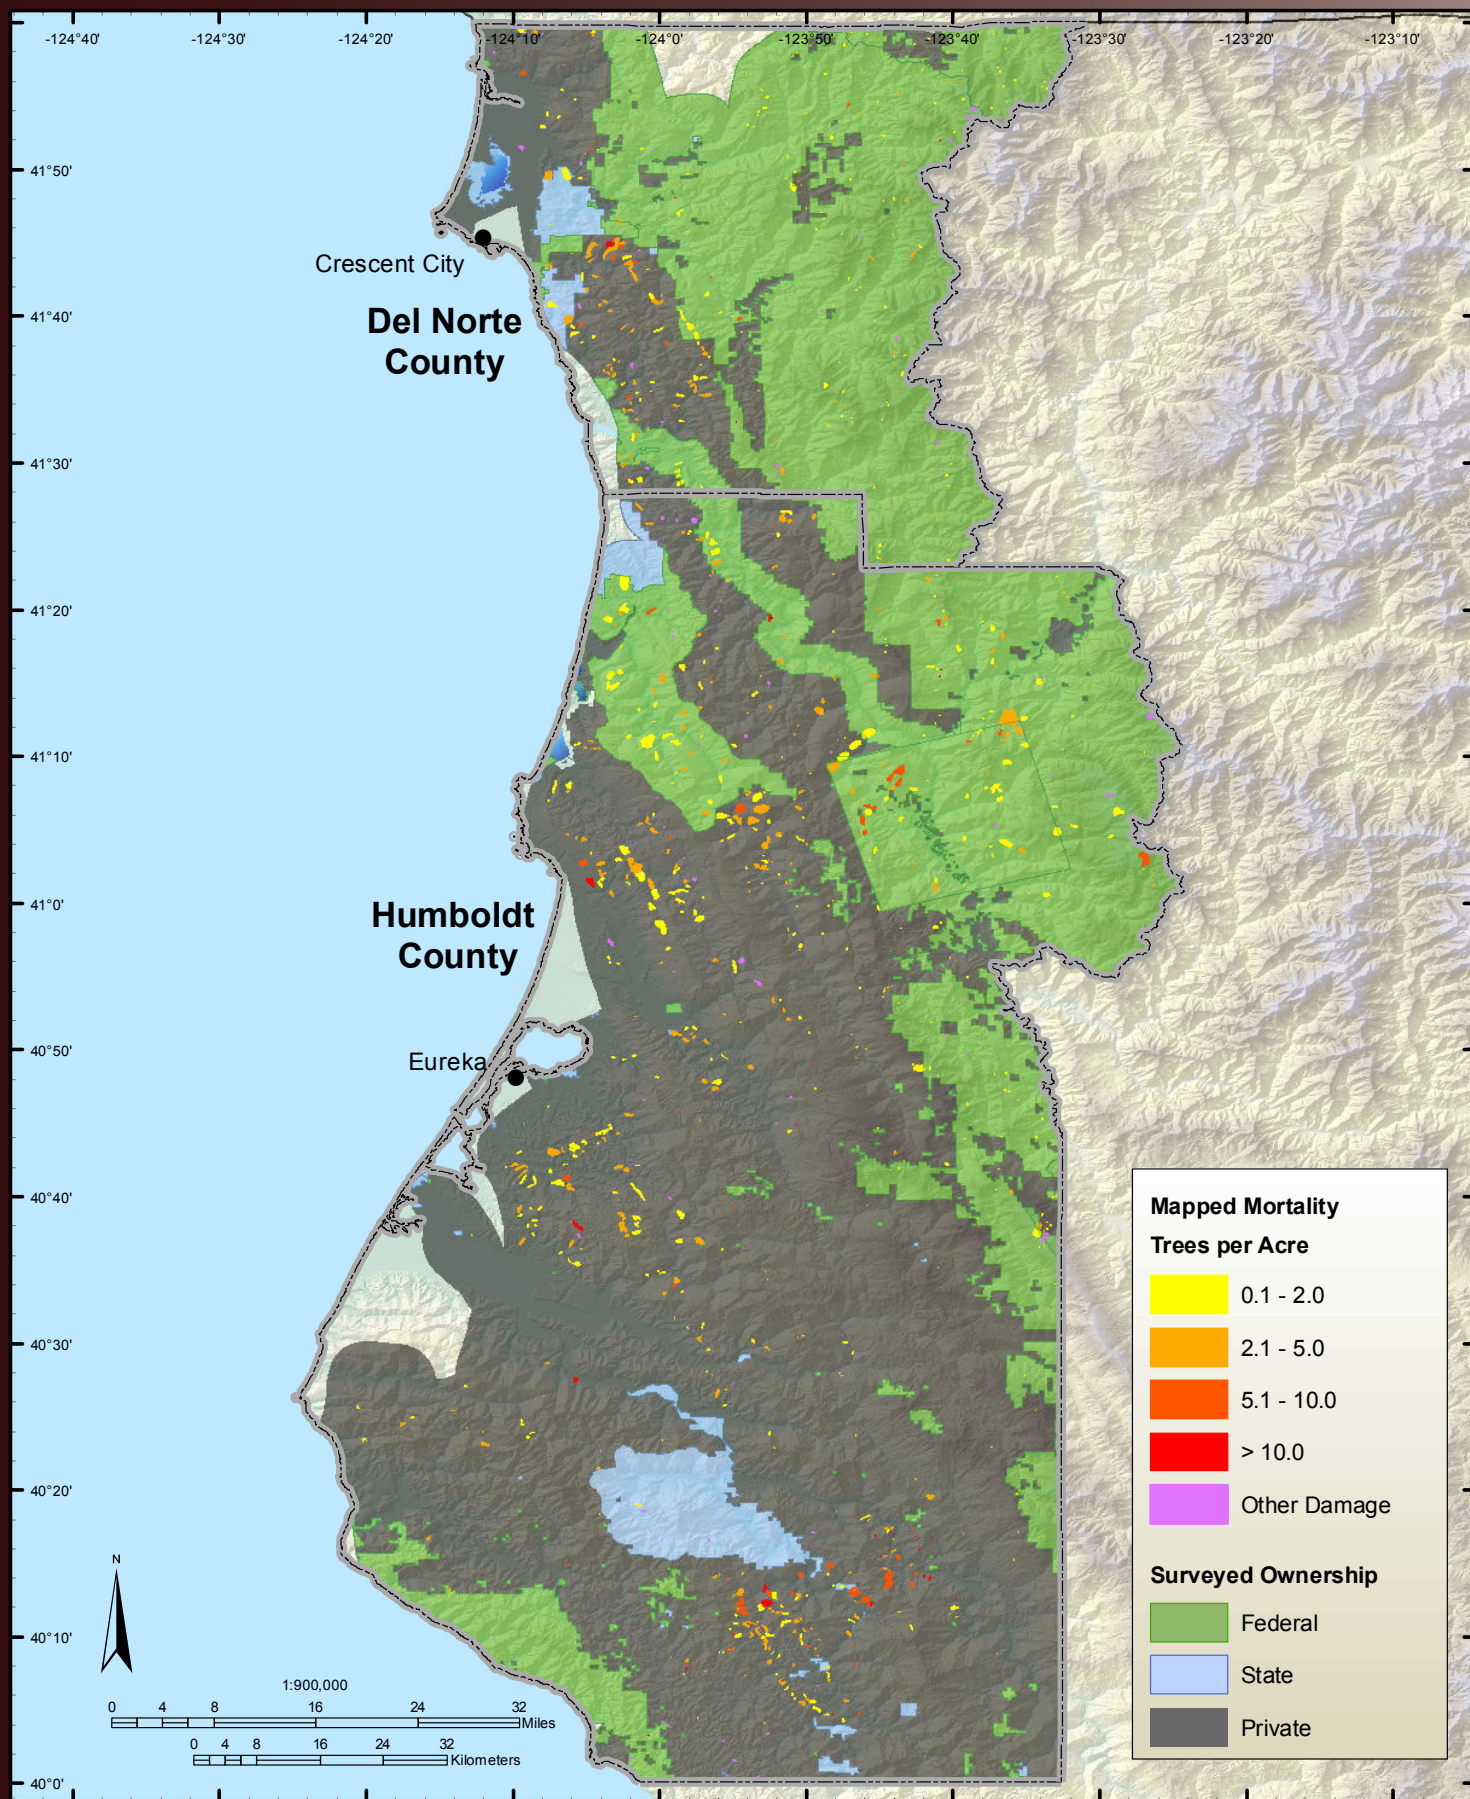 -124°40'
-124°30'
-124°20'
-124°10'
-124°0'
-123°50'
-123°40'
-123°30'
-123°20'
-123°10'
41°50'
Crescent City
41°40'
Del Norte
County
41°30'
41°20'
41°10'
41°0'
Humboldt
County
40°50'
Eureka
40°40'
40°30'
40°20'
40°10'
40°0'
N
1:900,000
0 4 8 16 24 32
Miles
0 4 8 16 24 32
Kilometers
Mapped Mortality
Trees per Acre
0.1 - 2.0
2.1 - 5.0
5.1 - 10.0
> 10.0
Other Damage
Surveyed Ownership
Federal
State
Private